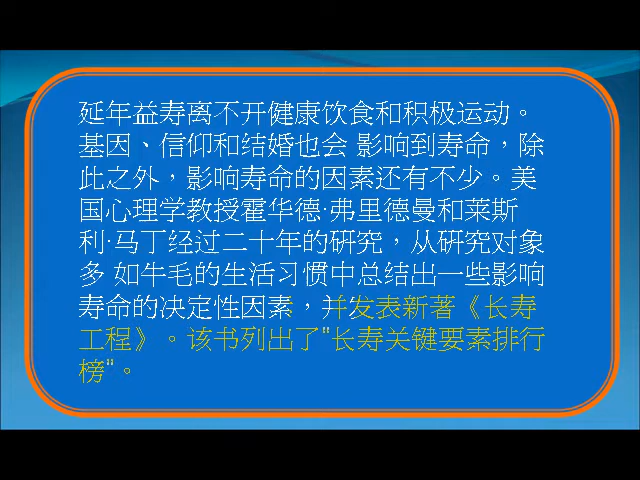 延年益寿离不开健康饮食和积极运动。
基因、信仰和结婚也会 影响到寿命，除
此之外，影响寿命的因素还有不少。美
国心理学教授霍华德·弗里德曼和莱斯
利·马丁经过二十年的研究，从研究对象
多 如牛毛的生活习惯中总结出一些影响
寿命的决定性因素，并发表新著《长寿
工程》。该书列出了"长寿关键要素排行
榜"。